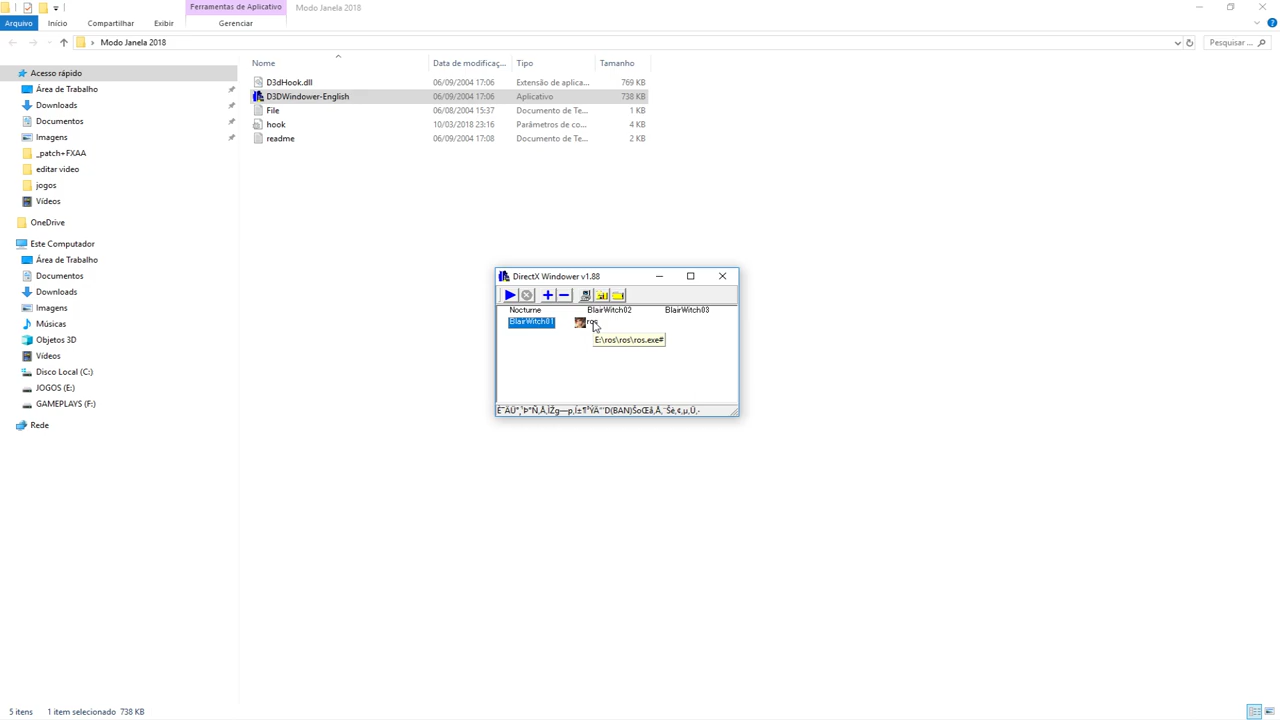 Ferramentas de Aplicativo
Modo Janela 2018
Arquivo
Início
Compartilhar
Exibir
Gerenciar
Modo Janela 2018
Pesquisar ...
Acesso rápido
Área de Trabalho
Downloads
Documentos
Imagens
_patch+FXAA
editar video
jogos
Vídeos
OneDrive
Este Computador
Área de Trabalho
Documentos
Downloads
Imagens
Músicas
Objetos 3D
Vídeos
Disco Local (C:)
JOGOS (E:)
GAMEPLAYS (F:)
Rede
Nome Data de modificaç... Tipo Tamanho
D3dHook.dll 06/09/2004 17:06 Extensão de aplica... 769 KB
D3DWindower-English 06/09/2004 17:06 Aplicativo 738 KB
File 06/08/2004 15:37 Documento de Te... 1 KB
hook 10/03/2018 23:16 Parâmetros de co... 4 KB
readme 06/09/2004 17:08 Documento de Te... 2 KB
DirectX Windower v1.88
Nocturne BlairWitch02 BlairWitch03
BlairWitch01 ros
E:\ros\ros\ros.exe#
5 itens 1 item selecionado 738 KB